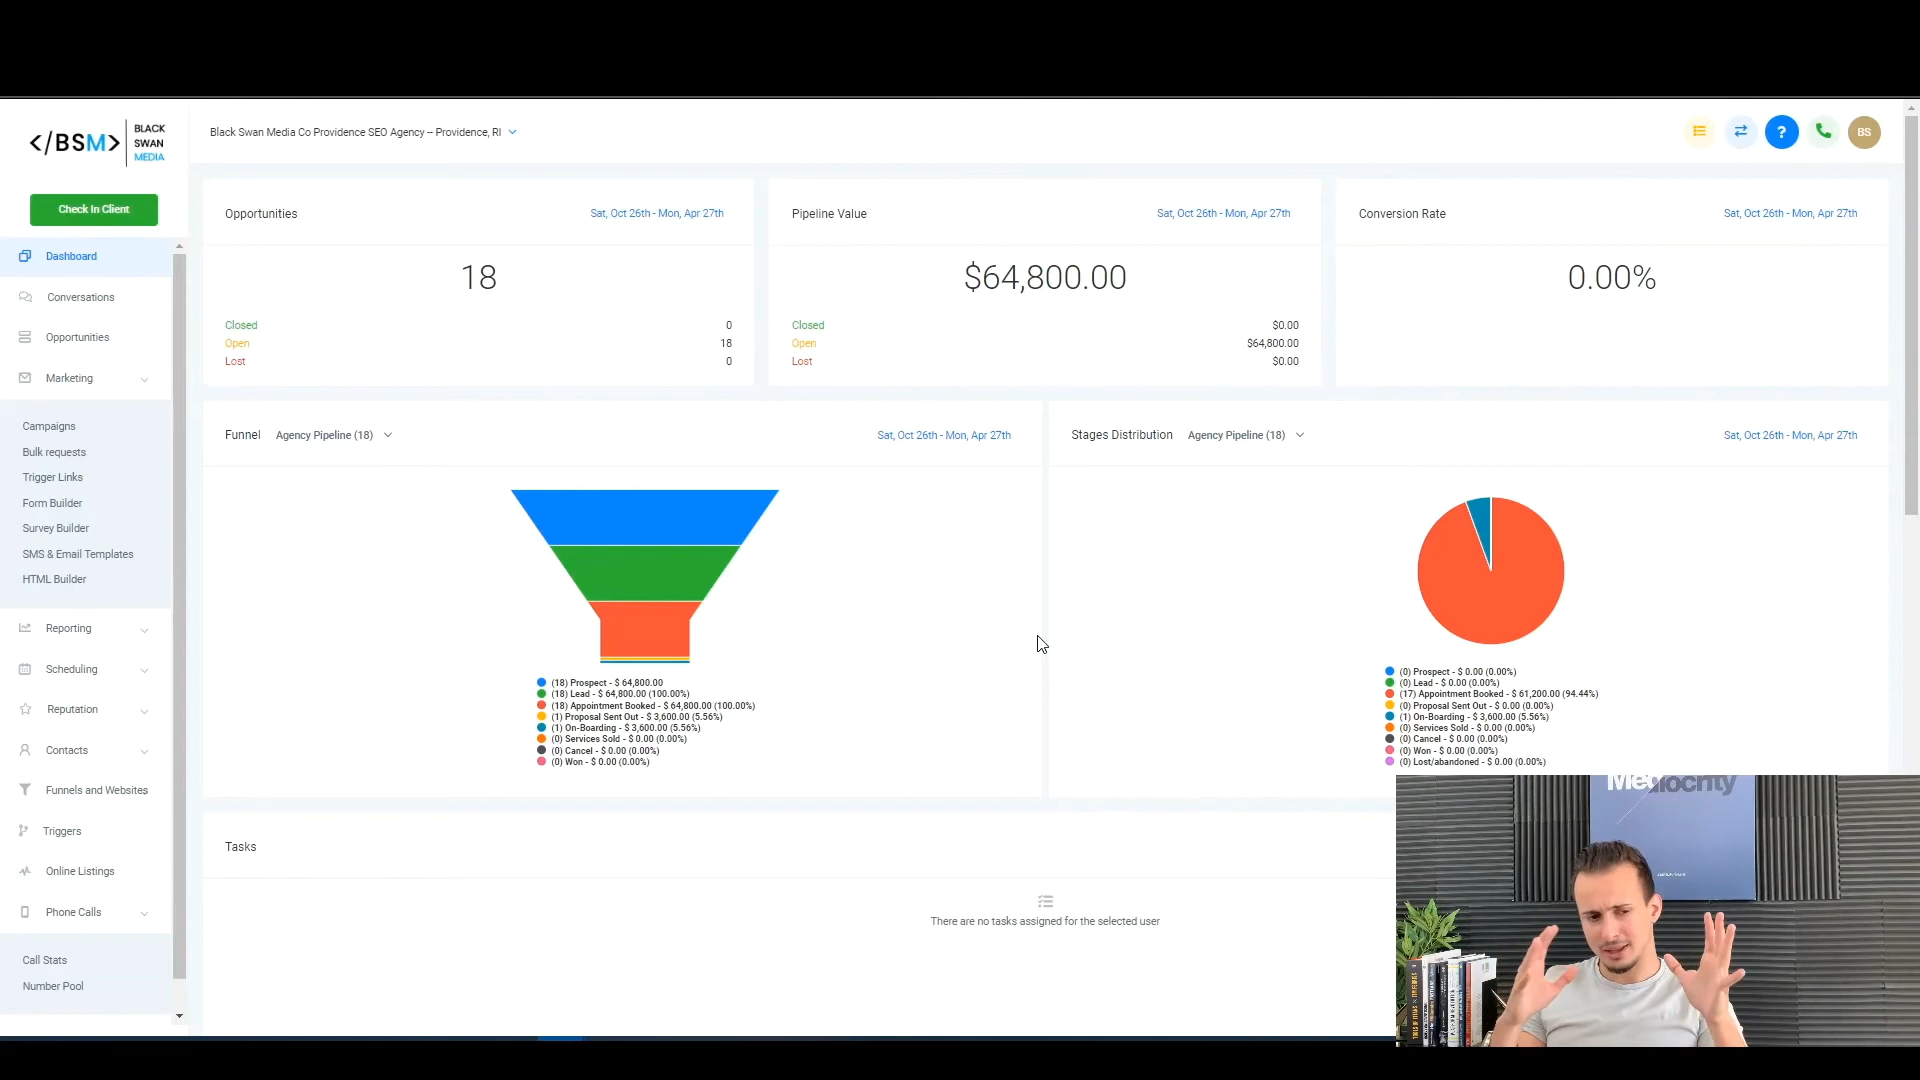 </BSM>
BLACK
SWAN
MEDIA
Black Swan Media Co Providence SEO Agency -- Providence, RI
?
BS
Check In Client
Dashboard
Conversations
Opportunities
Marketing
Campaigns
Bulk requests
Trigger Links
Form Builder
Survey Builder
SMS & Email Templates
HTML Builder
Reporting
Scheduling
Reputation
Contacts
Funnels and Websites
Triggers
Online Listings
Phone Calls
Call Stats
Number Pool
Opportunities Sat, Oct 26th - Mon, Apr 27th
18
Closed 0
Open 18
Lost 0
Pipeline Value Sat, Oct 26th - Mon, Apr 27th
$64,800.00
Closed $0.00
Open $64,800.00
Lost $0.00
Conversion Rate Sat, Oct 26th - Mon, Apr 27th
0.00%
Funnel Agency Pipeline (18) Sat, Oct 26th - Mon, Apr 27th
(18) Prospect - $ 64,800.00
(18) Lead - $ 64,800.00 (100.00%)
(18) Appointment Booked - $ 64,800.00 (100.00%)
(1) Proposal Sent Out - $ 3,600.00 (5.56%)
(1) On-Boarding - $ 3,600.00 (5.56%)
(0) Services Sold - $ 0.00 (0.00%)
(0) Cancel - $ 0.00 (0.00%)
(0) Won - $ 0.00 (0.00%)
Stages Distribution Agency Pipeline (18) Sat, Oct 26th - Mon, Apr 27th
(0) Prospect - $ 0.00 (0.00%)
(0) Lead - $ 0.00 (0.00%)
(17) Appointment Booked - $ 61,200.00 (94.44%)
(0) Proposal Sent Out - $ 0.00 (0.00%)
(1) On-Boarding - $ 3,600.00 (5.56%)
(0) Services Sold - $ 0.00 (0.00%)
(0) Cancel - $ 0.00 (0.00%)
(0) Won - $ 0.00 (0.00%)
(0) Lost/abandoned - $ 0.00 (0.00%)
Tasks
There are no tasks assigned for the selected user
Mediocrity